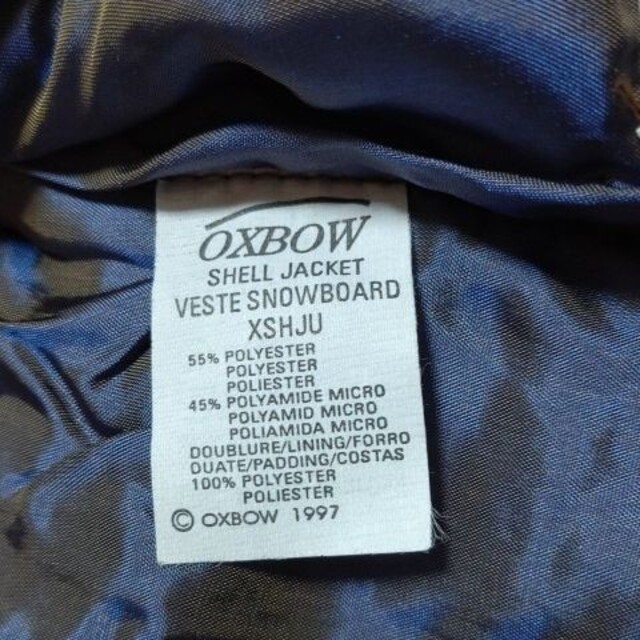 OXBOW
SHELL JACKET
VESTE SNOWBOARD
XSHJU
55% POLYESTER
POLYESTER
POLIESTER
45% POLYAMIDE MICRO
POLYAMID MICRO
POLIAMIDA MICRO
DOUBLURE/LINING/FORRO
DUATE/PADDING/COSTAS
100% POLYESTER
POLIESTER
© OXBOW 1997